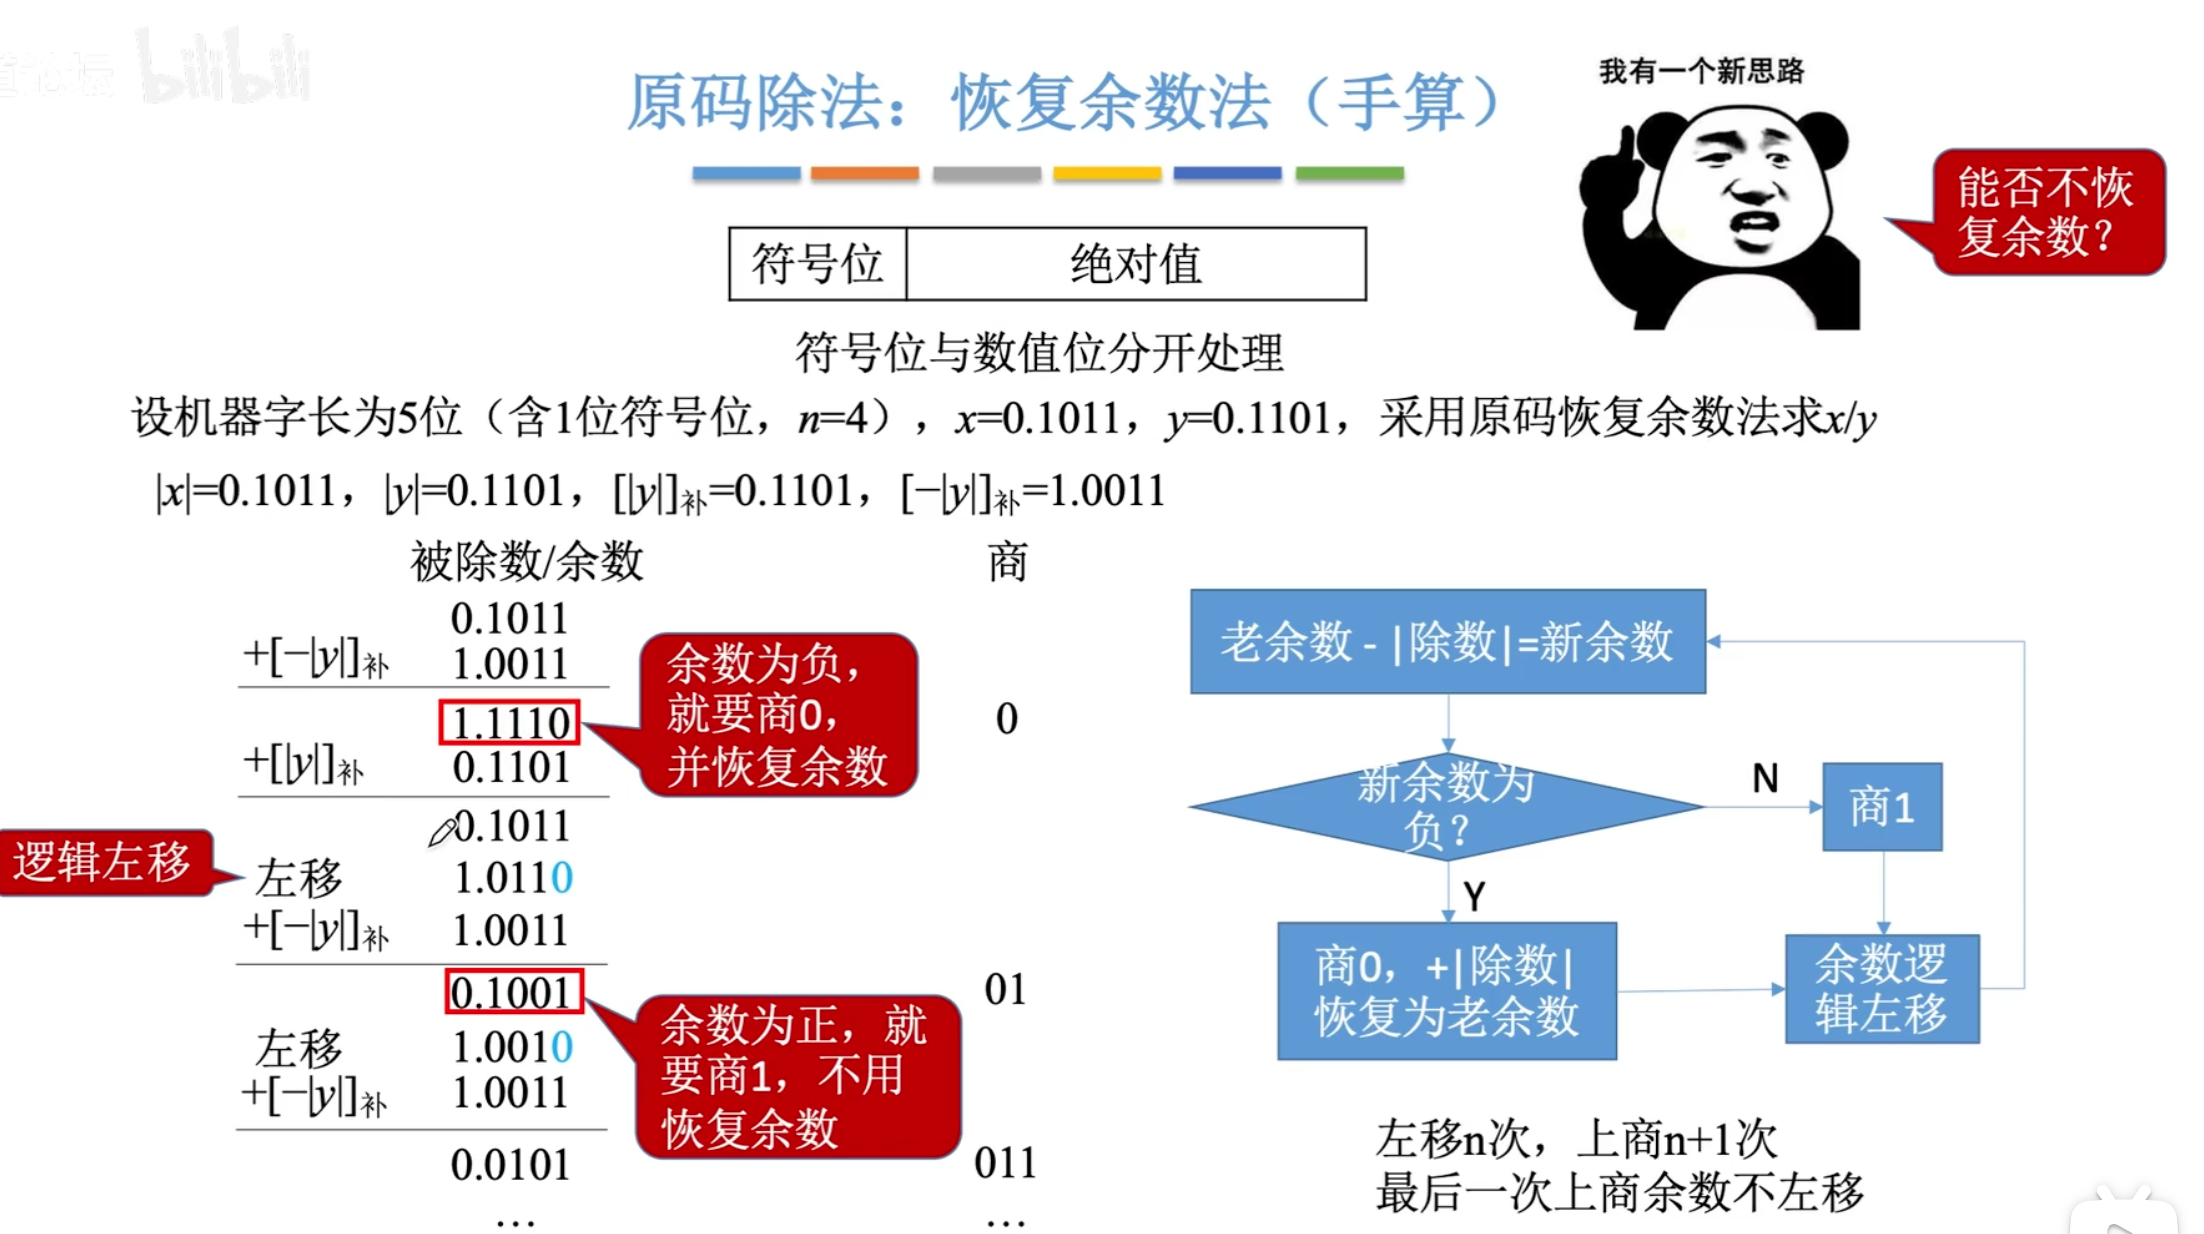 bilibili
我有一个新思路
原码除法：恢复余数法（手算）
能否不恢
复余数？
符号位 绝对值
符号位与数值位分开处理
设机器字长为5位（含1位符号位，n=4），x=0.1011，y=0.1101，采用原码恢复余数法求x/y
|x|=0.1011，|y|=0.1101，[|y|]补=0.1101，[−|y|]补=1.0011
被除数/余数 商
0.1011
+[−|y|]补 1.0011
1.1110 0
+[|y|]补 0.1101
0.1011
左移 1.0110
+[−|y|]补 1.0011
0.1001 01
左移 1.0010
+[−|y|]补 1.0011
0.0101 011
… …
余数为负，
就要商0，
并恢复余数
逻辑左移
余数为正，就
要商1，不用
恢复余数
老余数 - |除数|=新余数
新余数为
负？
N
商1
Y
商0，+|除数|
恢复为老余数
余数逻
辑左移
左移n次，上商n+1次
最后一次上商余数不左移